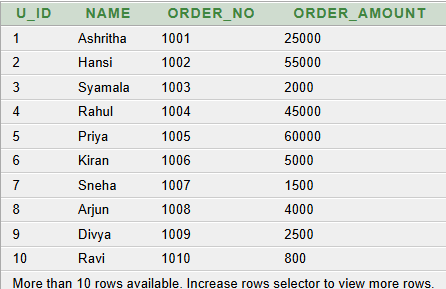 U_ID NAME ORDER_NO ORDER_AMOUNT
1 Ashritha 1001 25000
2 Hansi 1002 55000
3 Syamala 1003 2000
4 Rahul 1004 45000
5 Priya 1005 60000
6 Kiran 1006 5000
7 Sneha 1007 1500
8 Arjun 1008 4000
9 Divya 1009 2500
10 Ravi 1010 800
More than 10 rows available. Increase rows selector to view more rows.